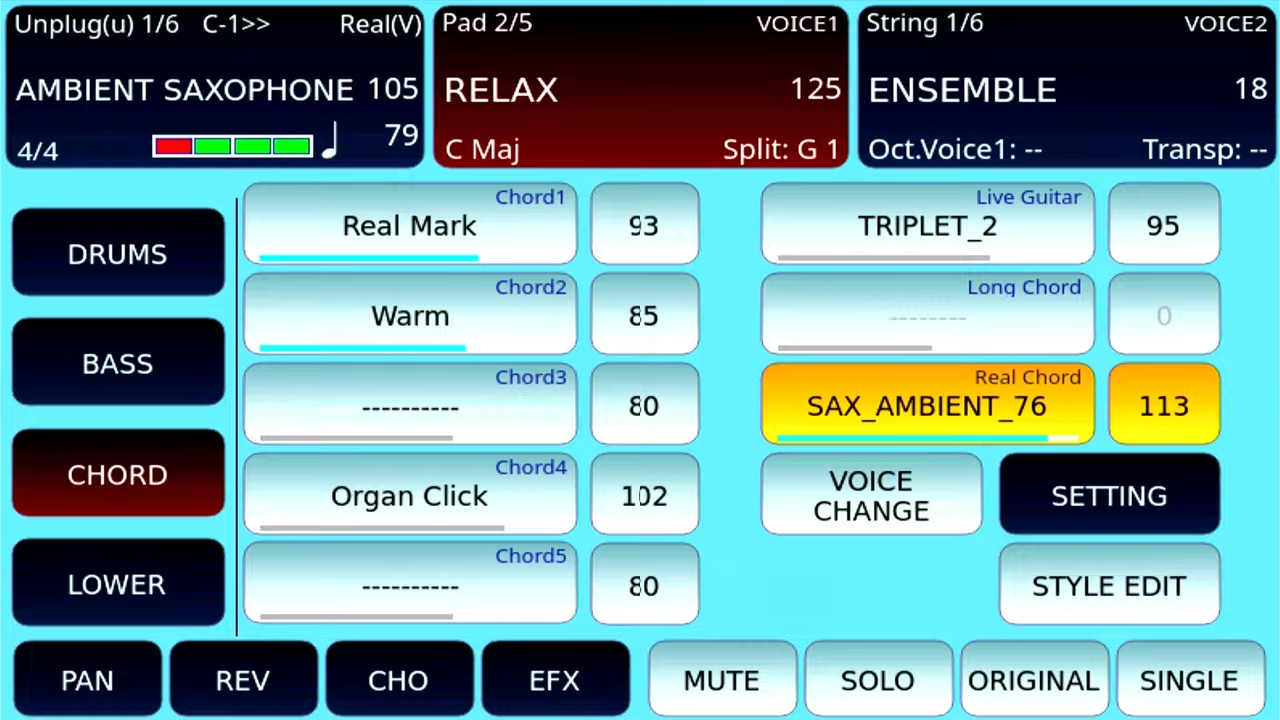 Unplug(u) 1/6 C-1>> Real(V)
AMBIENT SAXOPHONE 105
4/4 79
Pad 2/5 VOICE1
RELAX 125
C Maj Split: G 1
String 1/6 VOICE2
ENSEMBLE 18
Oct.Voice1: -- Transp: --
DRUMS
BASS
CHORD
LOWER
Chord1
Real Mark 93
Chord2
Warm 85
Chord3
---------- 80
Chord4
Organ Click 102
Chord5
---------- 80
Live Guitar
TRIPLET_2 95
Long Chord
-------- 0
Real Chord
SAX_AMBIENT_76 113
VOICE
CHANGE
SETTING
STYLE EDIT
PAN REV CHO EFX MUTE SOLO ORIGINAL SINGLE